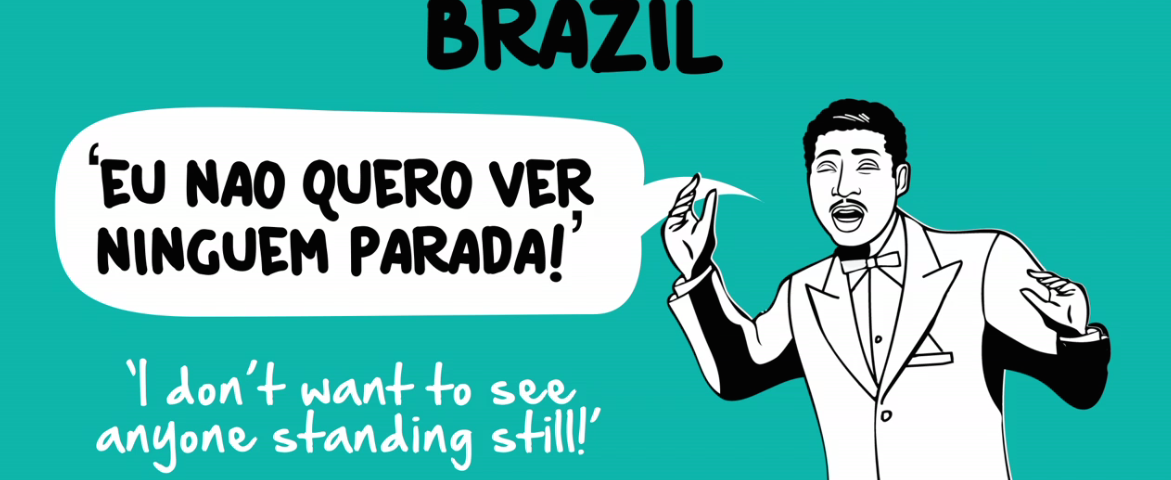 BRAZIL
‘EU NAO QUERO VER
NINGUEM PARADA!’
‘I don’t want to see
anyone standing still!’